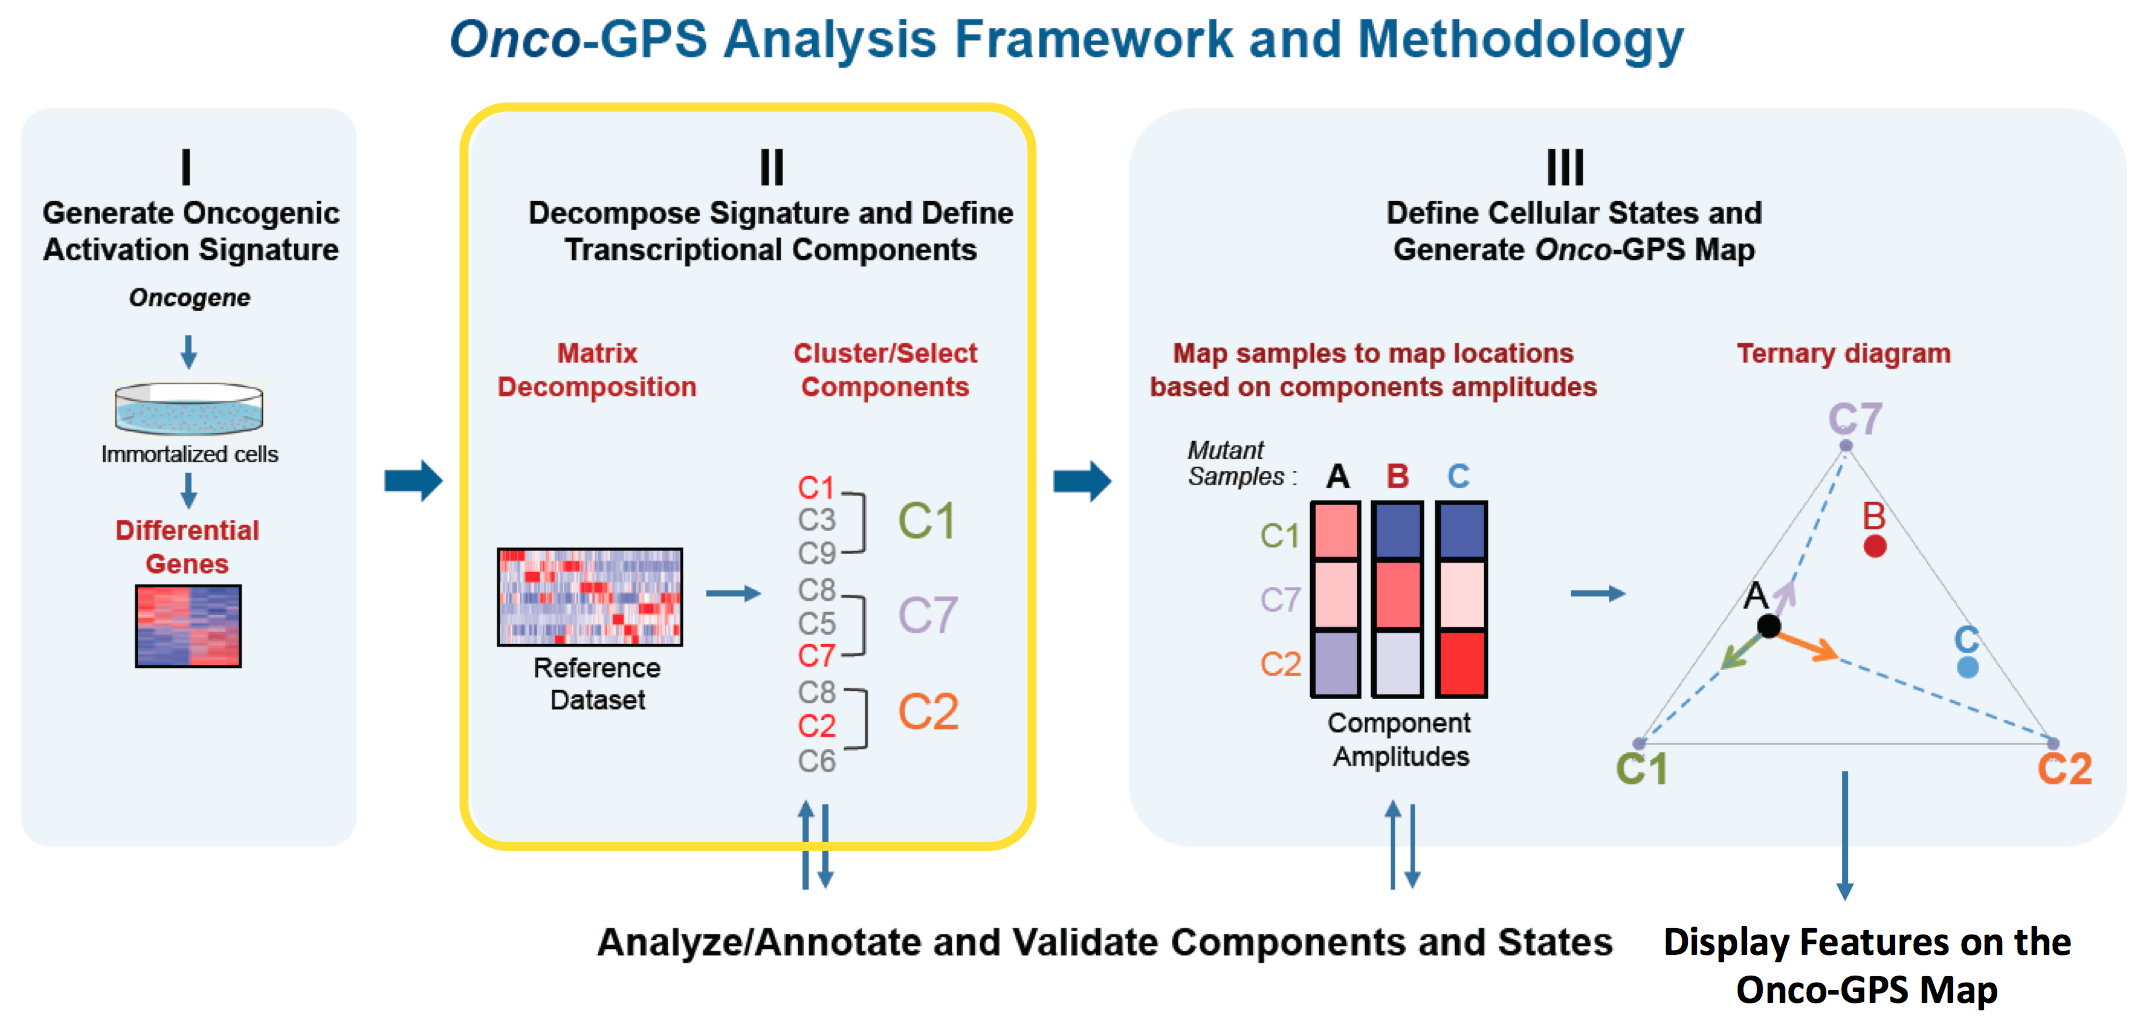 Onco-GPS Analysis Framework and Methodology
I
Generate Oncogenic
Activation Signature
Oncogene
Immortalized cells
Differential
Genes
II
Decompose Signature and Define
Transcriptional Components
Matrix
Decomposition
Reference
Dataset
Cluster/Select
Components
C1
C3
C9
C1
C8
C5
C7
C7
C8
C2
C6
C2
III
Define Cellular States and
Generate Onco-GPS Map
Map samples to map locations
based on components amplitudes
Mutant
Samples : A B C
C1
C7
C2
Component
Amplitudes
Ternary diagram
C7
B
A
C
C1
C2
Analyze/Annotate and Validate Components and States
Display Features on the
Onco-GPS Map